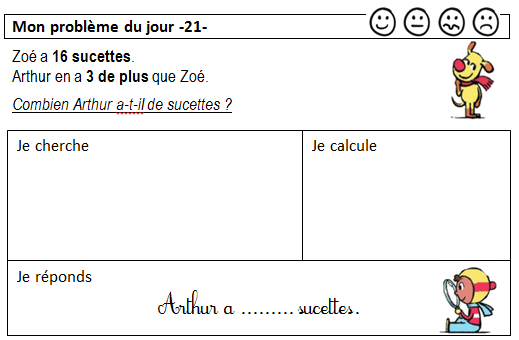 Mon problème du jour -21-
Zoé a 16 sucettes.
Arthur en a 3 de plus que Zoé.
Combien Arthur a-t-il de sucettes ?
Je cherche
Je calcule
Je réponds
Arthur a ......... sucettes.